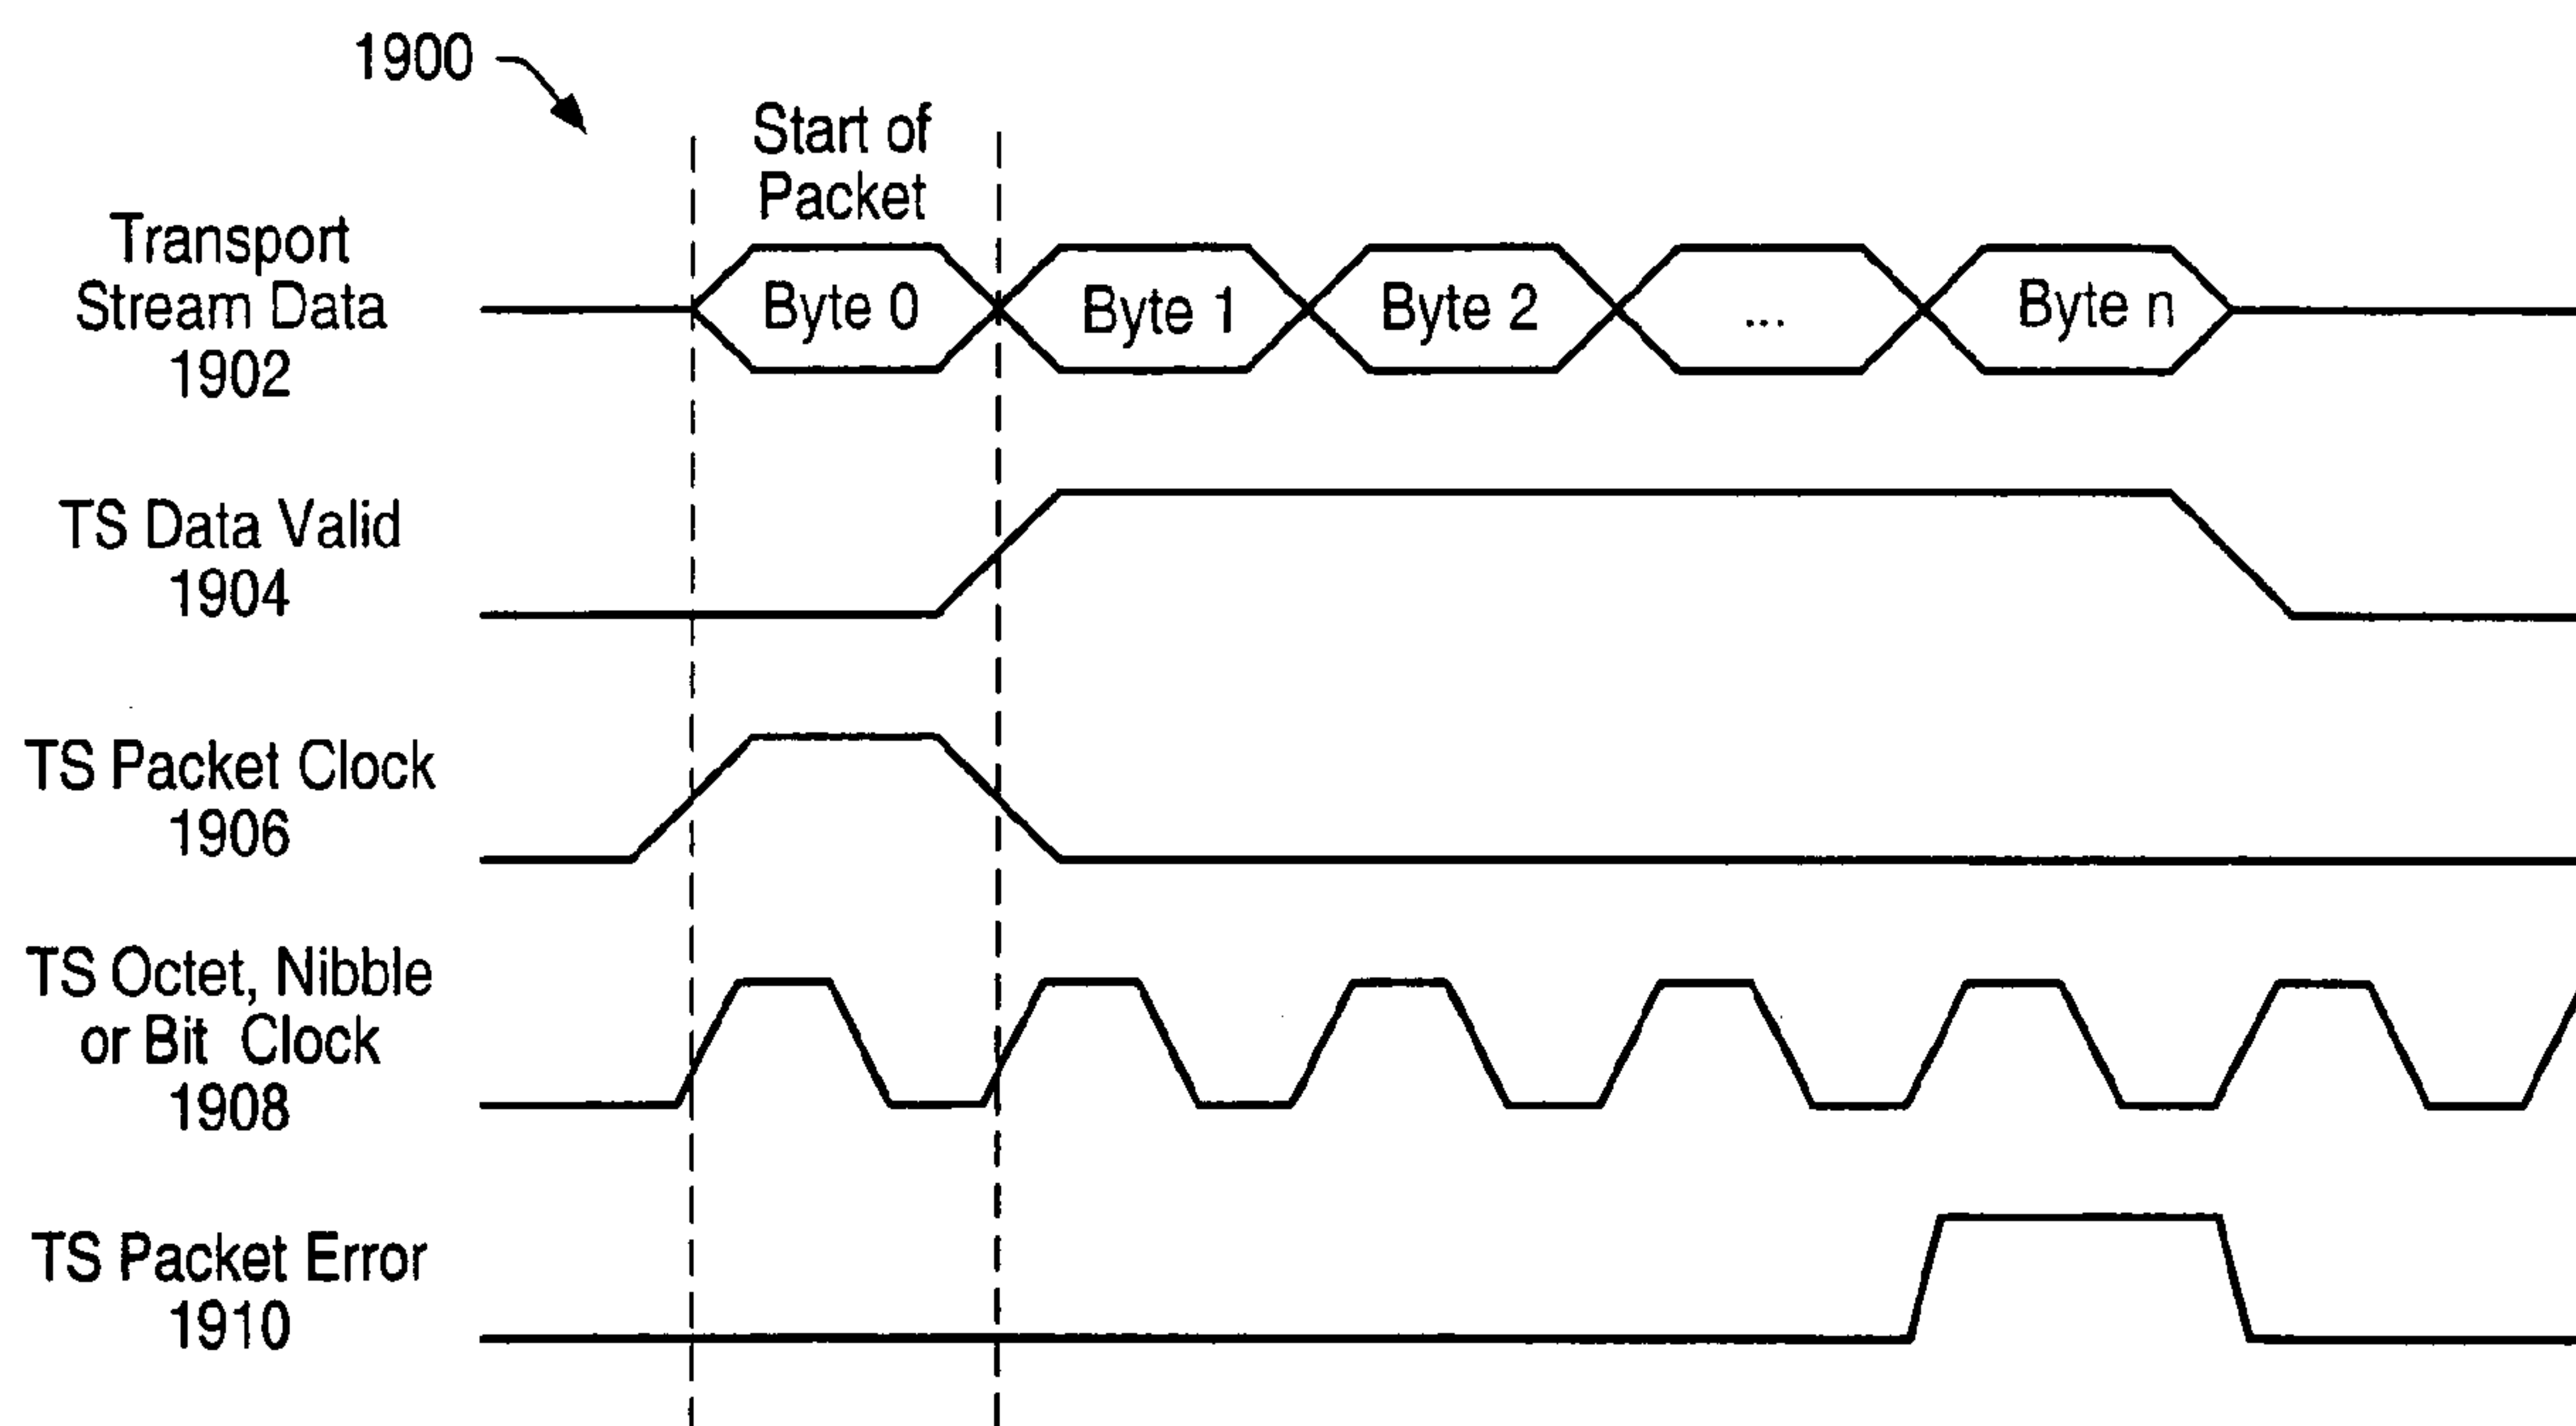 1900
Start of
Packet
Transport
Stream Data
1902
Byte 0
Byte 1
Byte 2
...
Byte n
TS Data Valid
1904
TS Packet Clock
1906
TS Octet, Nibble
or Bit Clock
1908
TS Packet Error
1910